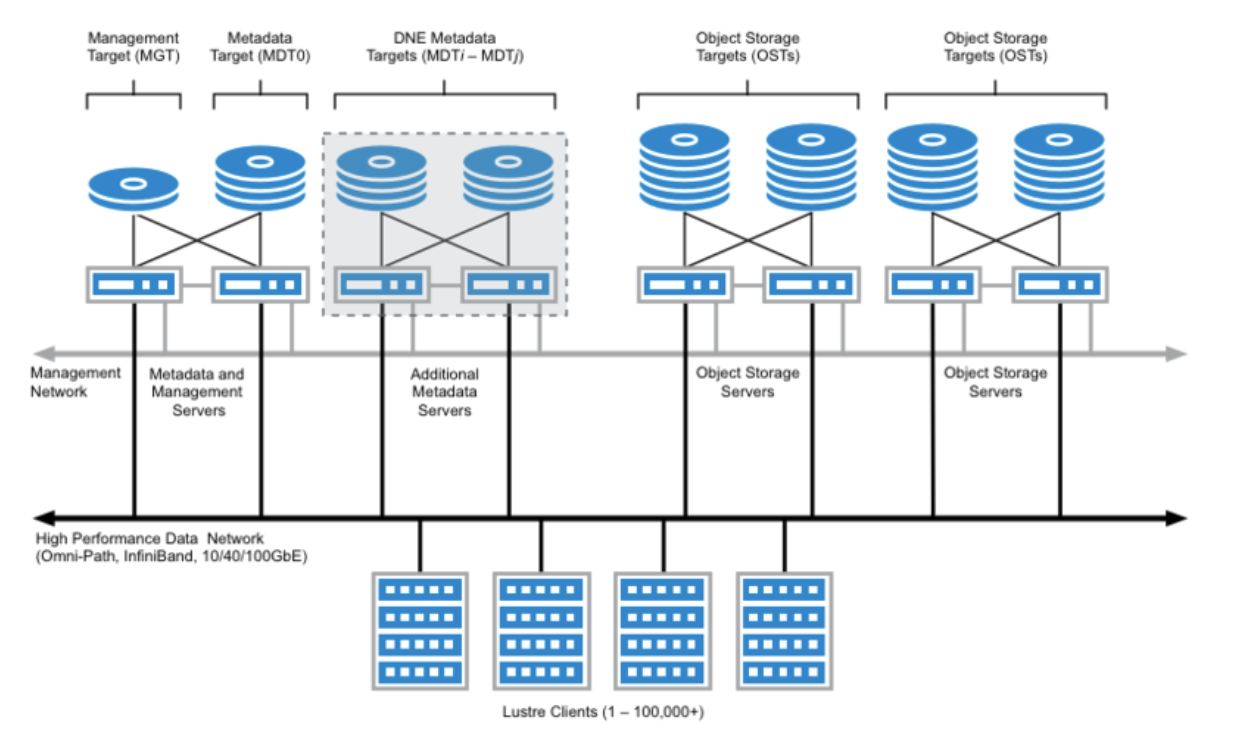 Management
Target (MGT)
Metadata
Target (MDT0)
DNE Metadata
Targets (MDTi – MDTj)
Object Storage
Targets (OSTs)
Object Storage
Targets (OSTs)
Management
Network
Metadata and
Management
Servers
Additional
Metadata
Servers
Object Storage
Servers
Object Storage
Servers
High Performance Data Network
(Omni-Path, InfiniBand, 10/40/100GbE)
Lustre Clients (1 – 100,000+)